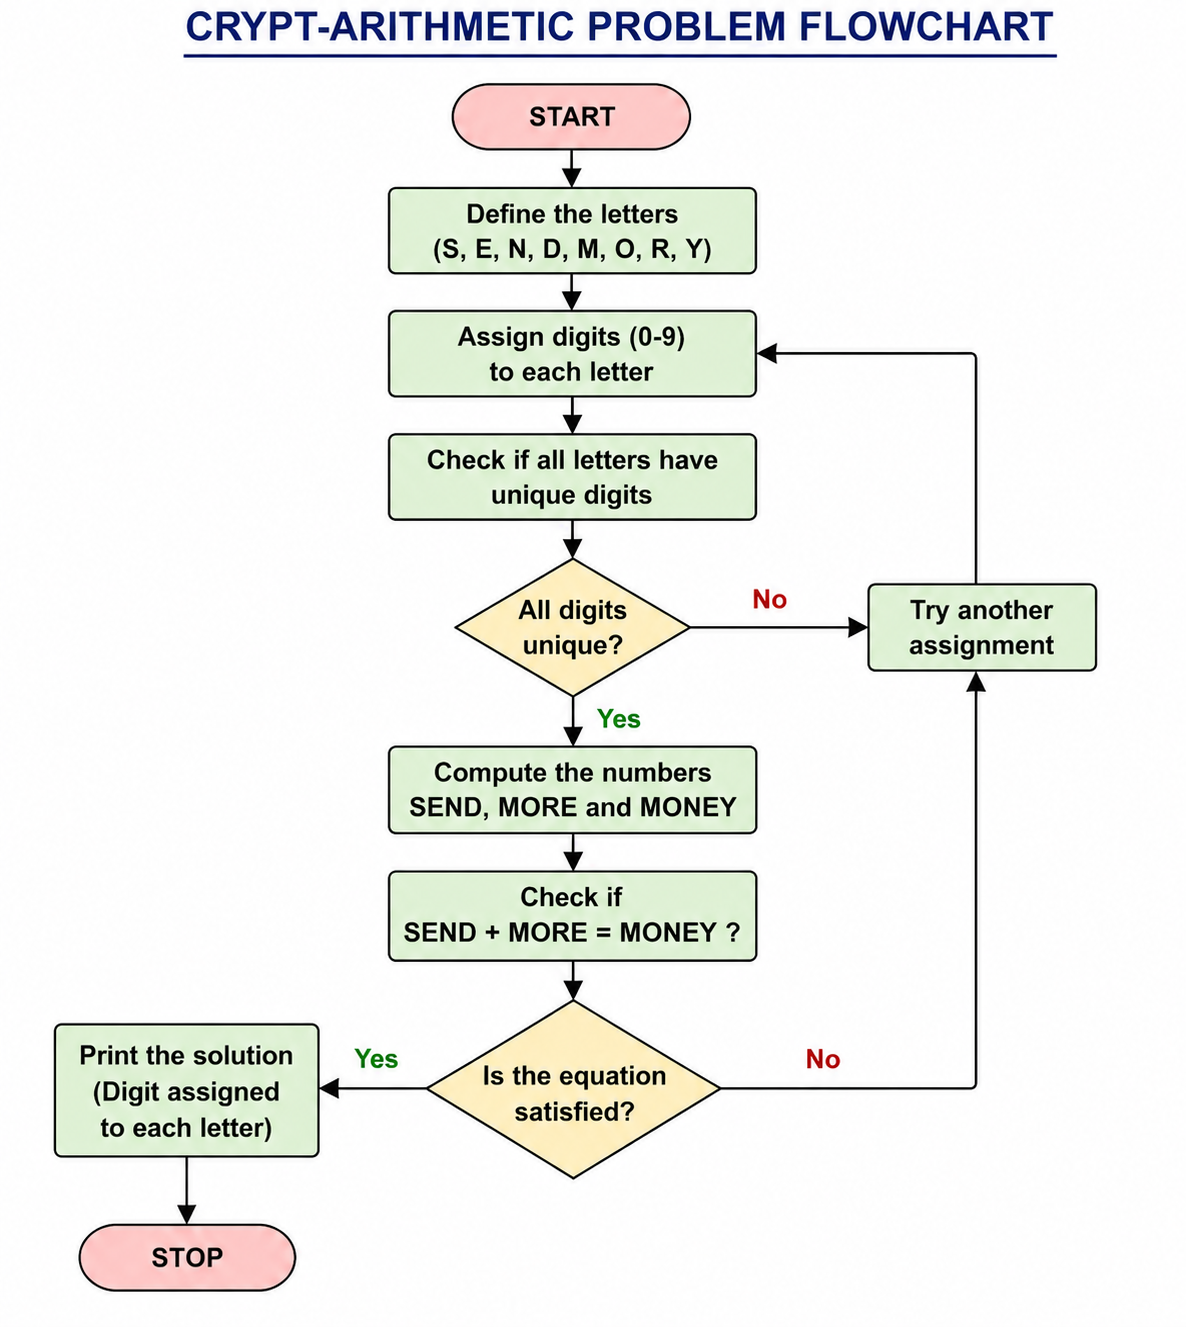 CRYPT-ARITHMETIC PROBLEM FLOWCHART
START
Define the letters
(S, E, N, D, M, O, R, Y)
Assign digits (0-9)
to each letter
Check if all letters have
unique digits
All digits
unique?
No
Try another
assignment
Yes
Compute the numbers
SEND, MORE and MONEY
Check if
SEND + MORE = MONEY ?
Is the equation
satisfied?
No
Yes
Print the solution
(Digit assigned
to each letter)
STOP